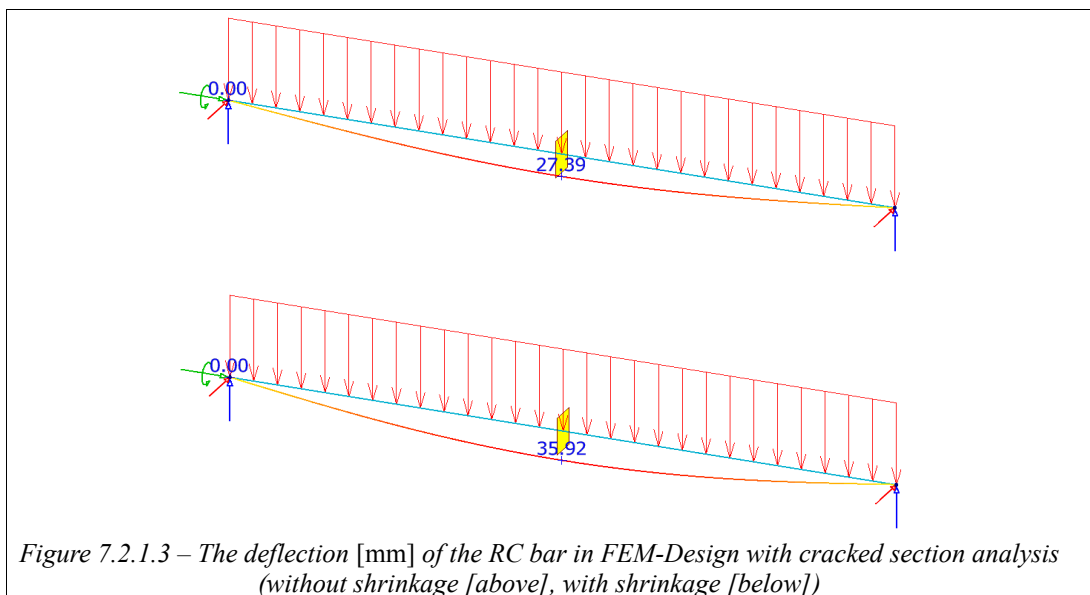 0.00
27.39
0.00
35.92
Figure 7.2.1.3 – The deflection [mm] of the RC bar in FEM-Design with cracked section analysis
(without shrinkage [above], with shrinkage [below])